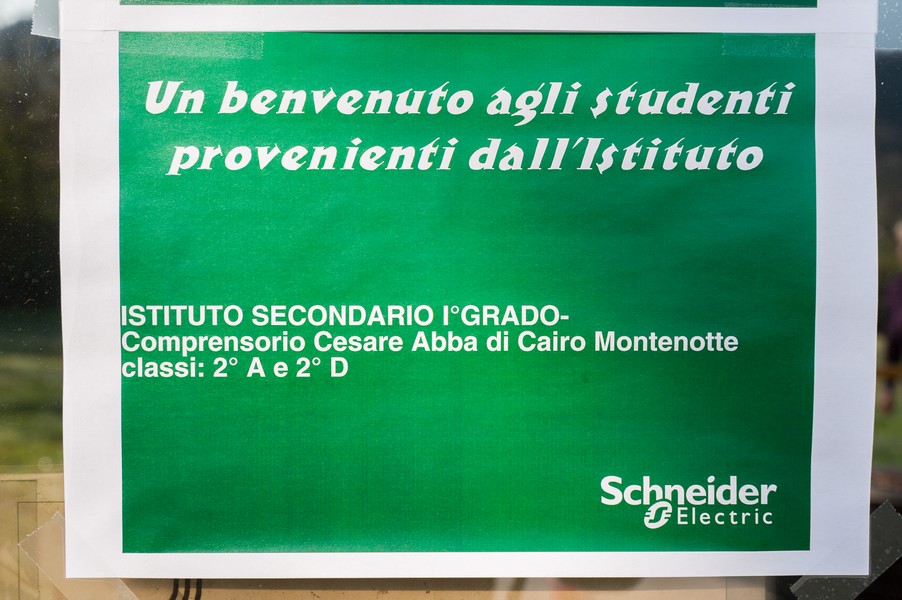 Un benvenuto agli studenti
provenienti dall'Istituto
ISTITUTO SECONDARIO I°GRADO-
Comprensorio Cesare Abba di Cairo Montenotte
classi: 2° A e 2° D
Schneider
Electric